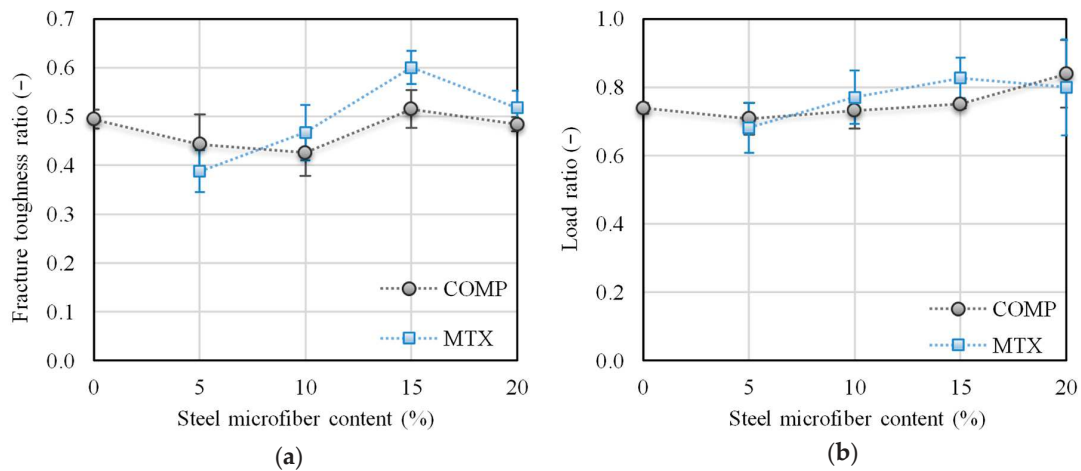 0.7
0.6
0.5
0.4
0.3
0.2
0.1
0.0
Fracture toughness ratio (−)
COMP
MTX
0 5 10 15 20
Steel microfiber content (%)
(a)
1.0
0.8
0.6
0.4
0.2
0.0
Load ratio (−)
COMP
MTX
0 5 10 15 20
Steel microfiber content (%)
(b)